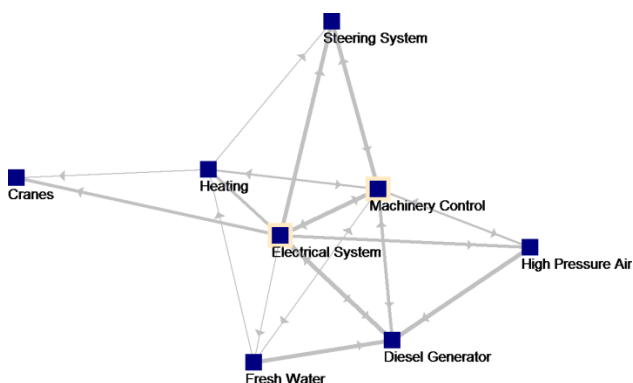 Steering System
Cranes
Heating
Machinery Control
Electrical System
High Pressure Air
Diesel Generator
Fresh Water